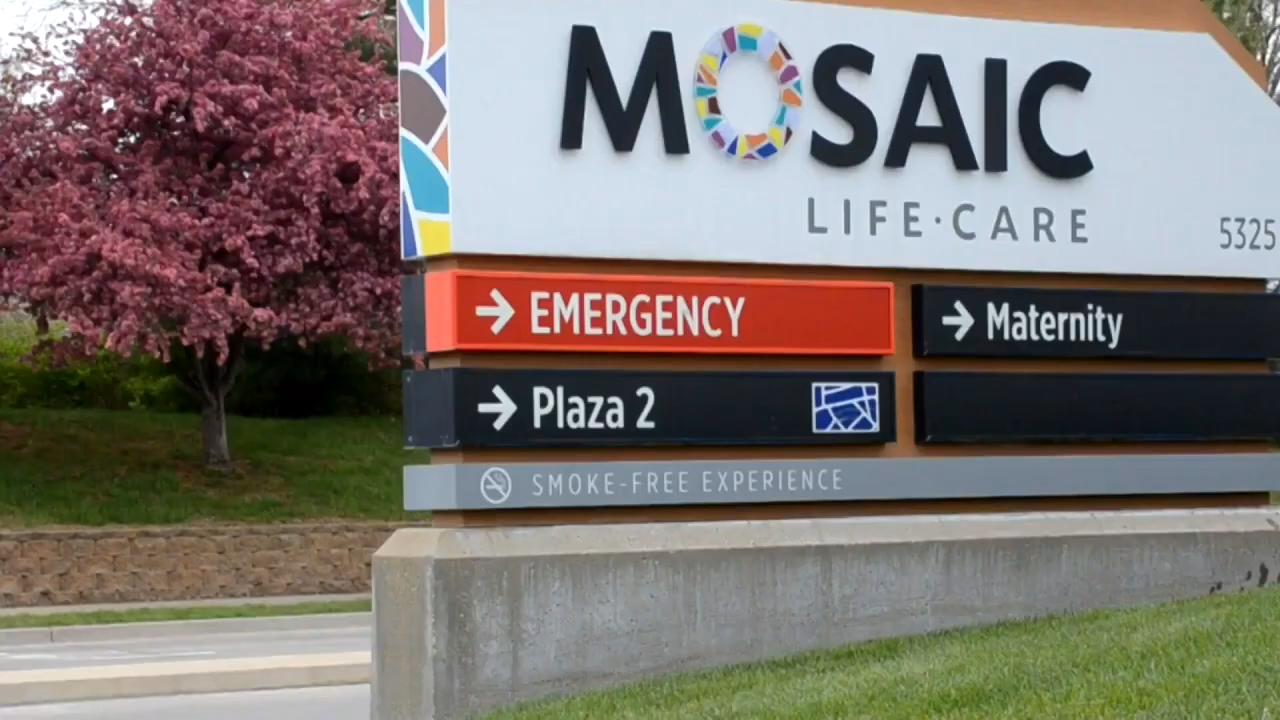 MOSAIC
LIFE·CARE
5325
→ EMERGENCY
→ Maternity
→ Plaza 2
SMOKE-FREE EXPERIENCE